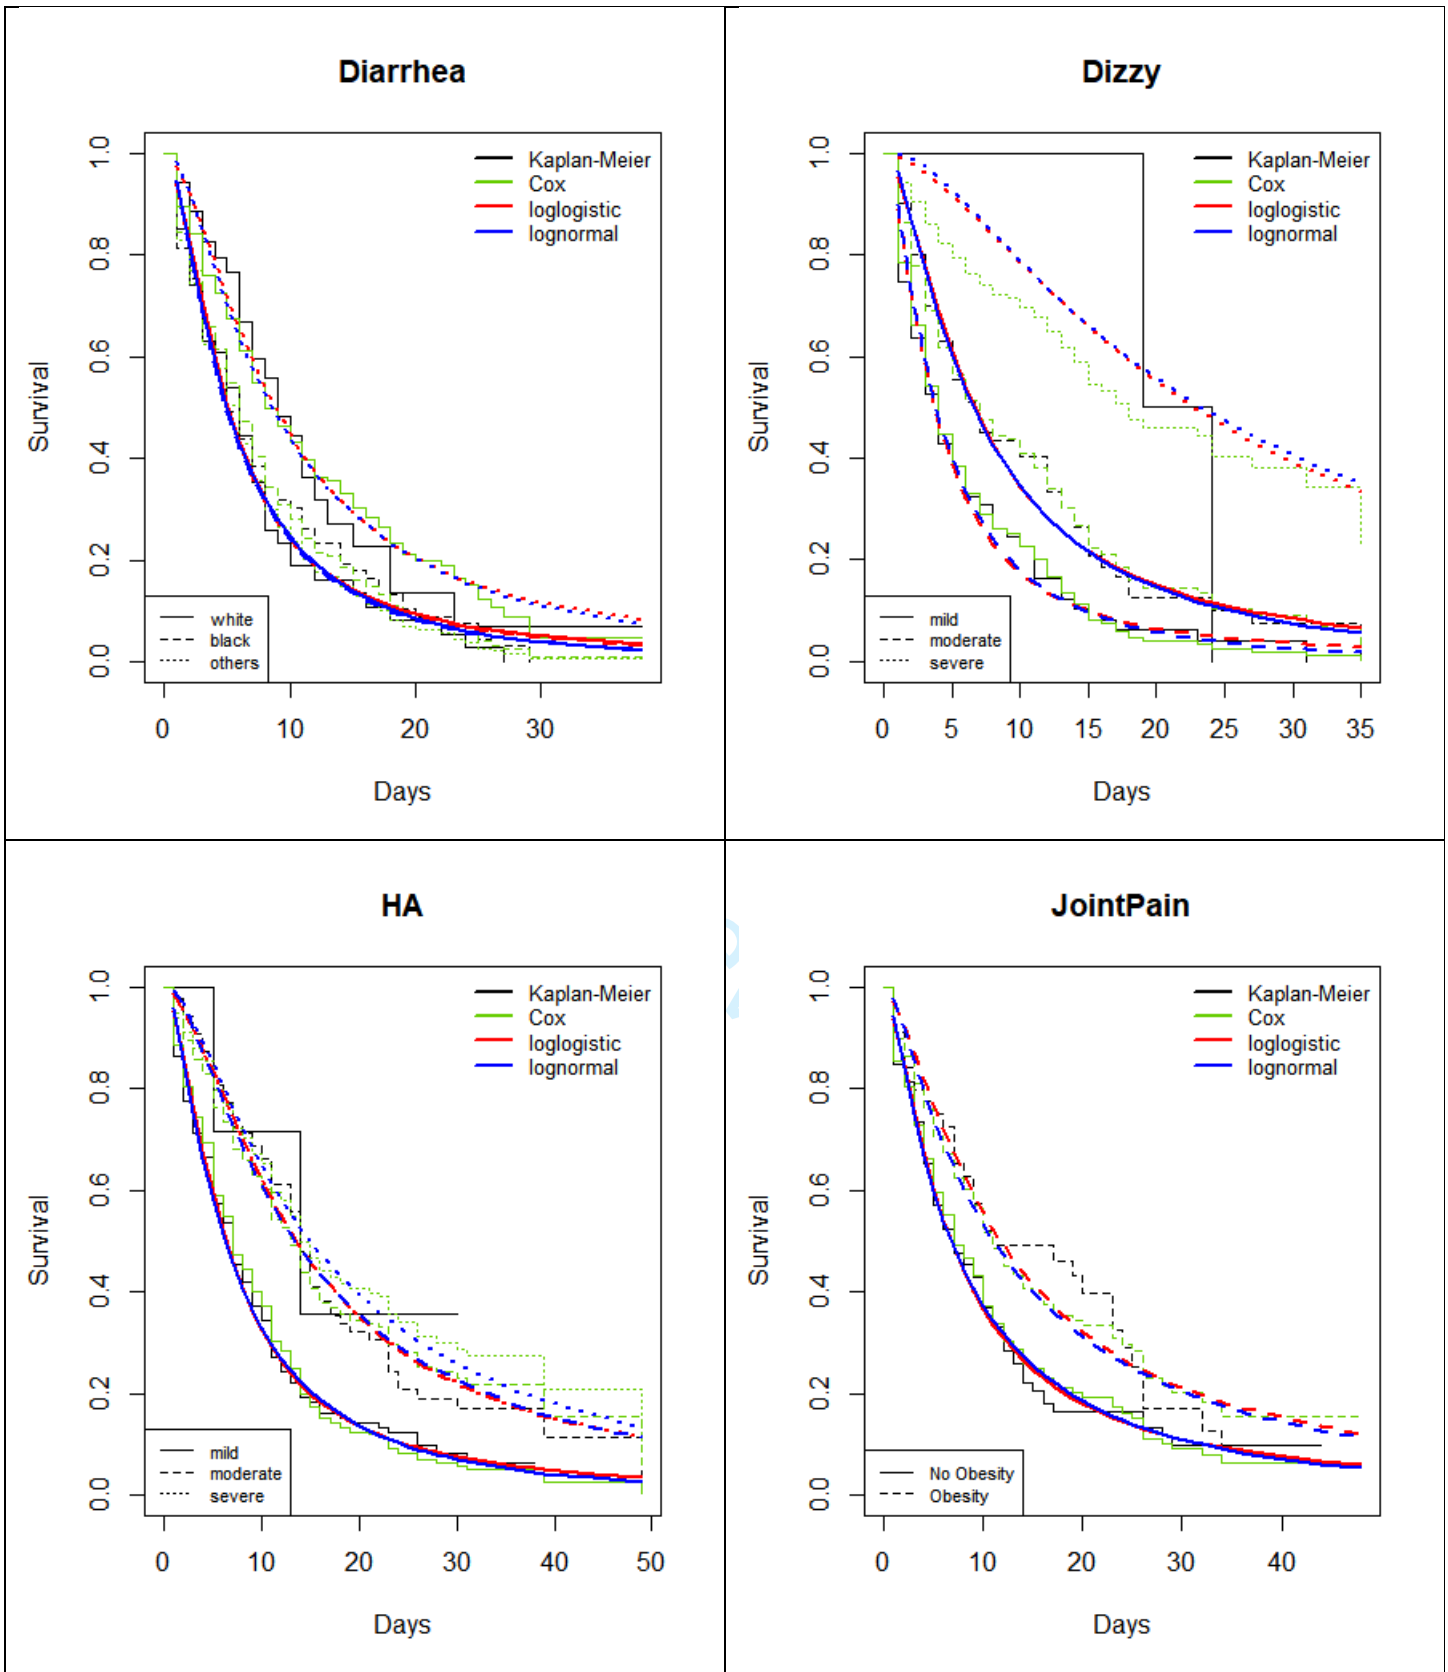 Diarrhea
Kaplan-Meier
Cox
loglogistic
lognormal
Survival
1.0
0.8
0.6
0.4
0.2
0.0
white
black
others
0 10 20 30
Days
Dizzy
Kaplan-Meier
Cox
loglogistic
lognormal
Survival
1.0
0.8
0.6
0.4
0.2
0.0
mild
moderate
severe
0 5 10 15 20 25 30 35
Days
HA
Kaplan-Meier
Cox
loglogistic
lognormal
Survival
1.0
0.8
0.6
0.4
0.2
0.0
mild
moderate
severe
0 10 20 30 40 50
Days
JointPain
Kaplan-Meier
Cox
loglogistic
lognormal
Survival
1.0
0.8
0.6
0.4
0.2
0.0
No Obesity
Obesity
0 10 20 30 40
Days